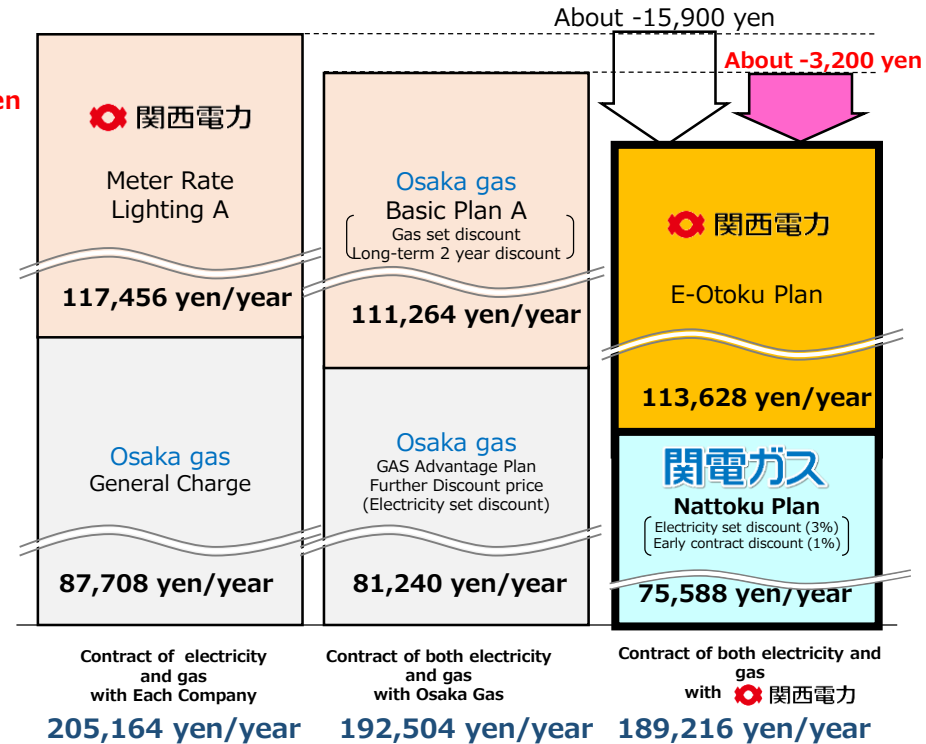 About -15,900 yen
About -3,200 yen
en
関西電力
Meter Rate
Lighting A
117,456 yen/year
Osaka gas
General Charge
87,708 yen/year
Contract of electricity
and gas
with Each Company
205,164 yen/year
Osaka gas
Basic Plan A
Gas set discount
Long-term 2 year discount
111,264 yen/year
Osaka gas
GAS Advantage Plan
Further Discount price
(Electricity set discount)
81,240 yen/year
Contract of both electricity
and gas
with Osaka Gas
192,504 yen/year
関西電力
E-Otoku Plan
113,628 yen/year
関電ガス
Nattoku Plan
Electricity set discount (3%)
Early contract discount (1%)
75,588 yen/year
Contract of both electricity and
gas
with 関西電力
189,216 yen/year